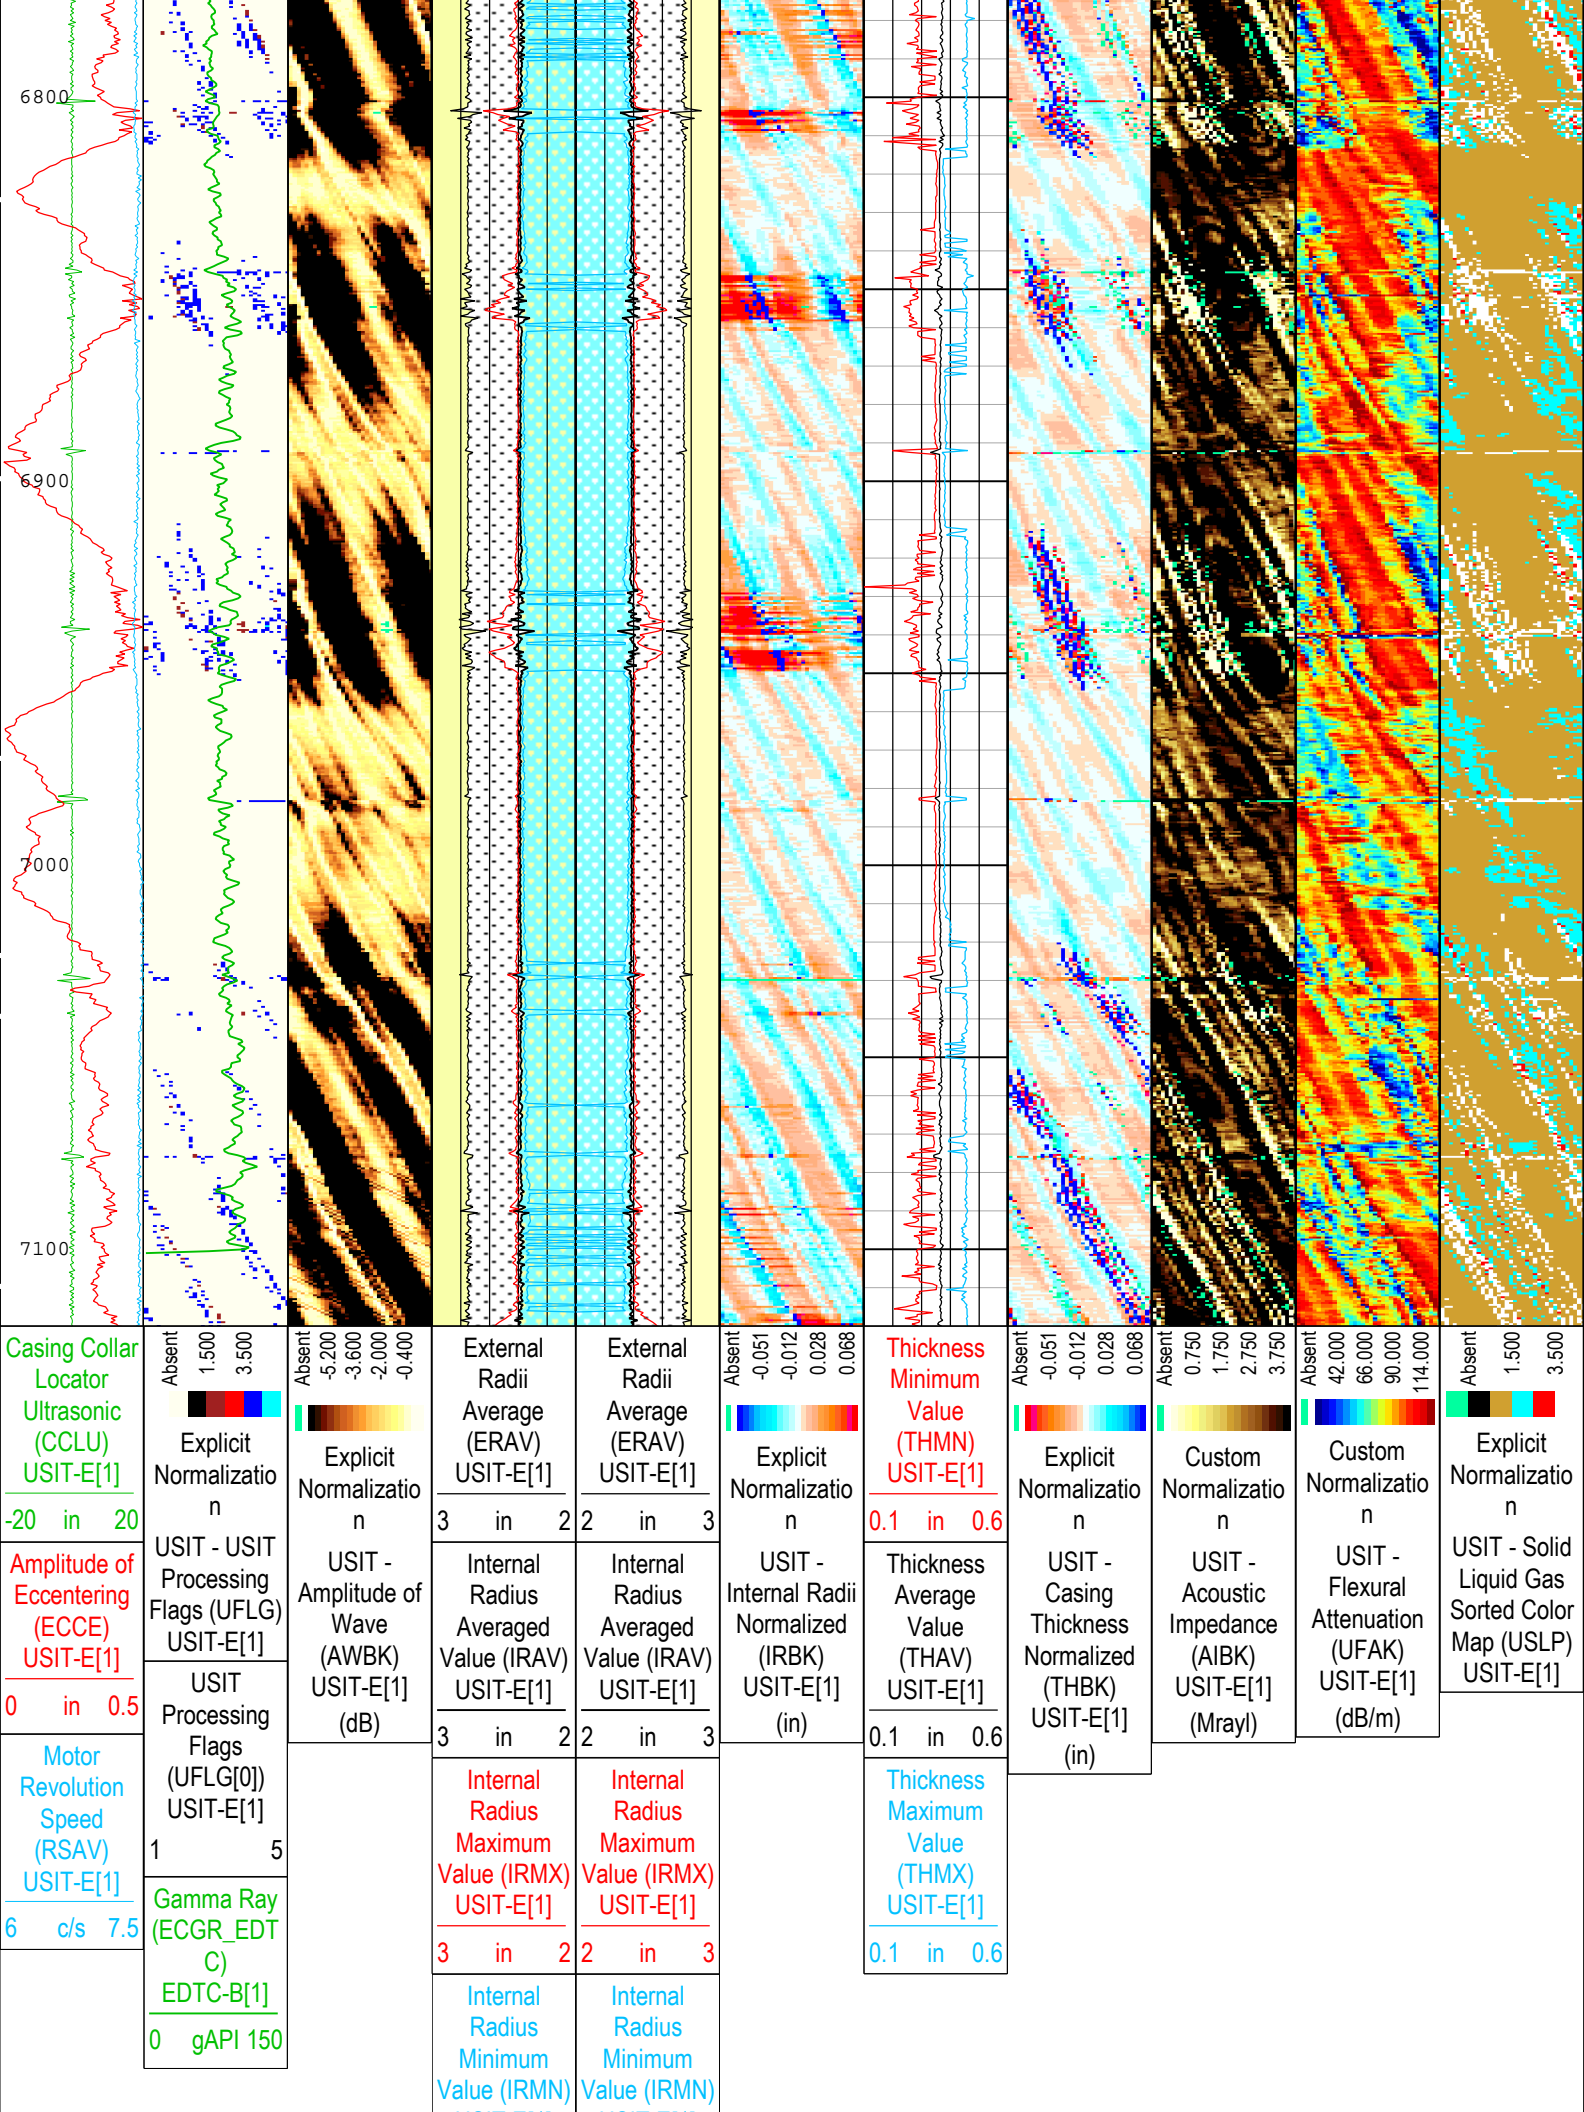 6800
6900
7000
7100
Casing Collar
Locator
Ultrasonic
(CCLU)
USIT-E[1]
-20 in 20
Amplitude of
Eccentering
(ECCE)
USIT-E[1]
0 in 0.5
Motor
Revolution
Speed
(RSAV)
USIT-E[1]
6 c/s 7.5
Absent
1.500
3.500
Explicit
Normalizatio
n
USIT - USIT
Processing
Flags (UFLG)
USIT-E[1]
USIT
Processing
Flags
(UFLG[0])
USIT-E[1]
1 5
Gamma Ray
(ECGR_EDT
C)
EDTC-B[1]
0 gAPI 150
Absent
-5.200
-3.600
-2.000
-0.400
Explicit
Normalizatio
n
USIT -
Amplitude of
Wave
(AWBK)
USIT-E[1]
(dB)
External
Radii
Average
(ERAV)
USIT-E[1]
3 in 2
Internal
Radius
Averaged
Value (IRAV)
USIT-E[1]
3 in 2
Internal
Radius
Maximum
Value (IRMX)
USIT-E[1]
3 in 2
Internal
Radius
Minimum
Value (IRMN)
External
Radii
Average
(ERAV)
USIT-E[1]
2 in 3
Internal
Radius
Averaged
Value (IRAV)
USIT-E[1]
2 in 3
Internal
Radius
Maximum
Value (IRMX)
USIT-E[1]
2 in 3
Internal
Radius
Minimum
Value (IRMN)
Absent
-0.051
-0.012
0.028
0.068
Explicit
Normalizatio
n
USIT -
Internal Radii
Normalized
(IRBK)
USIT-E[1]
(in)
Thickness
Minimum
Value
(THMN)
USIT-E[1]
0.1 in 0.6
Thickness
Average
Value
(THAV)
USIT-E[1]
0.1 in 0.6
Thickness
Maximum
Value
(THMX)
USIT-E[1]
0.1 in 0.6
Absent
-0.051
-0.012
0.028
0.068
Explicit
Normalizatio
n
USIT -
Casing
Thickness
Normalized
(THBK)
USIT-E[1]
(in)
Absent
0.750
1.750
2.750
3.750
Custom
Normalizatio
n
USIT -
Acoustic
Impedance
(AIBK)
USIT-E[1]
(Mrayl)
Absent
42.000
66.000
90.000
114.000
Custom
Normalizatio
n
USIT -
Flexural
Attenuation
(UFAK)
USIT-E[1]
(dB/m)
Absent
1.500
3.500
Explicit
Normalizatio
n
USIT - Solid
Liquid Gas
Sorted Color
Map (USLP)
USIT-E[1]